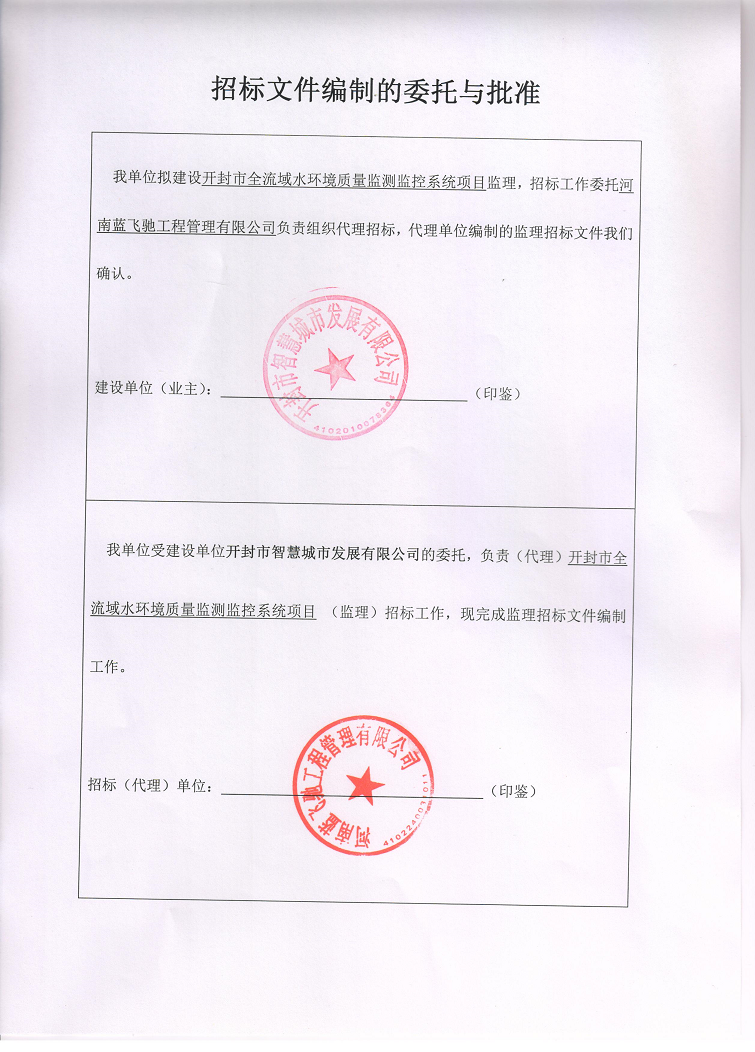 招标文件编制的委托与批准
我单位拟建设开封市全流域水环境质量监测监控系统项目监理，招标工作委托河
南蓝飞驰工程管理有限公司负责组织代理招标，代理单位编制的监理招标文件我们
确认。
开封市智慧城市发展有限公司
建设单位（业主）：（印鉴）
我单位受建设单位开封市智慧城市发展有限公司的委托，负责（代理）开封市全
流域水环境质量监测监控系统项目 （监理）招标工作，现完成监理招标文件编制
工作。
河南蓝飞驰工程管理有限公司
招标（代理）单位：（印鉴）